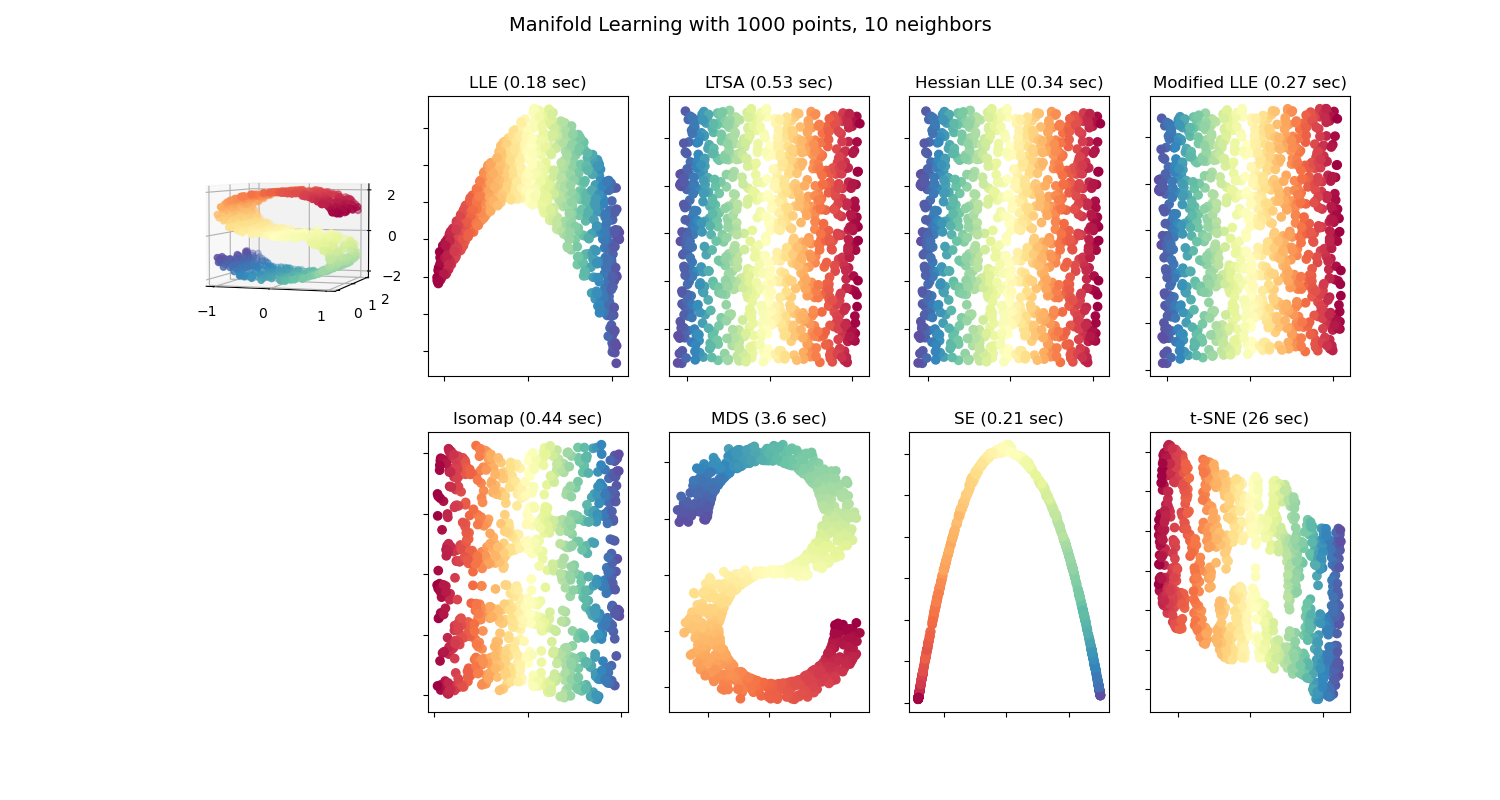 Manifold Learning with 1000 points, 10 neighbors
LLE (0.18 sec)
LTSA (0.53 sec)
Hessian LLE (0.34 sec)
Modified LLE (0.27 sec)
2
0
−2
−1
0
1
0
1
2
Isomap (0.44 sec)
MDS (3.6 sec)
SE (0.21 sec)
t-SNE (26 sec)